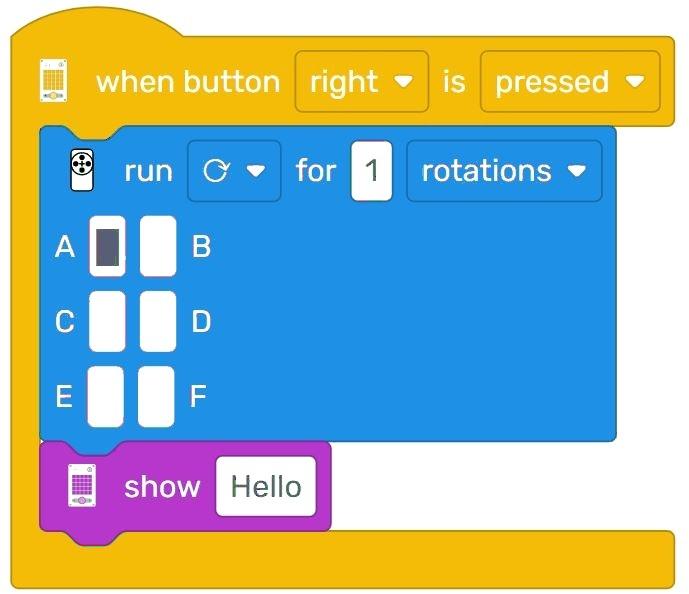 when button right is pressed
run for 1 rotations
A B
C D
E F
show Hello